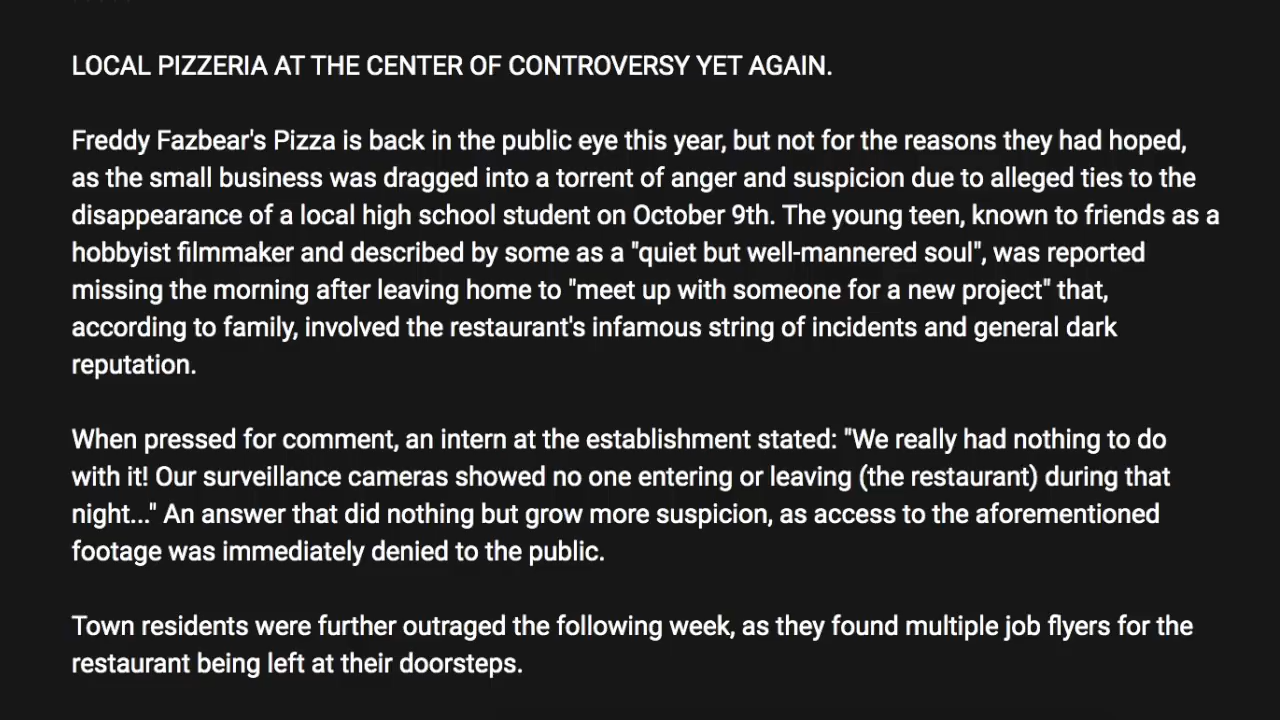 LOCAL PIZZERIA AT THE CENTER OF CONTROVERSY YET AGAIN.
Freddy Fazbear's Pizza is back in the public eye this year, but not for the reasons they had hoped,
as the small business was dragged into a torrent of anger and suspicion due to alleged ties to the
disappearance of a local high school student on October 9th. The young teen, known to friends as a
hobbyist filmmaker and described by some as a "quiet but well-mannered soul", was reported
missing the morning after leaving home to "meet up with someone for a new project" that,
according to family, involved the restaurant's infamous string of incidents and general dark
reputation.
When pressed for comment, an intern at the establishment stated: "We really had nothing to do
with it! Our surveillance cameras showed no one entering or leaving (the restaurant) during that
night..." An answer that did nothing but grow more suspicion, as access to the aforementioned
footage was immediately denied to the public.
Town residents were further outraged the following week, as they found multiple job flyers for the
restaurant being left at their doorsteps.